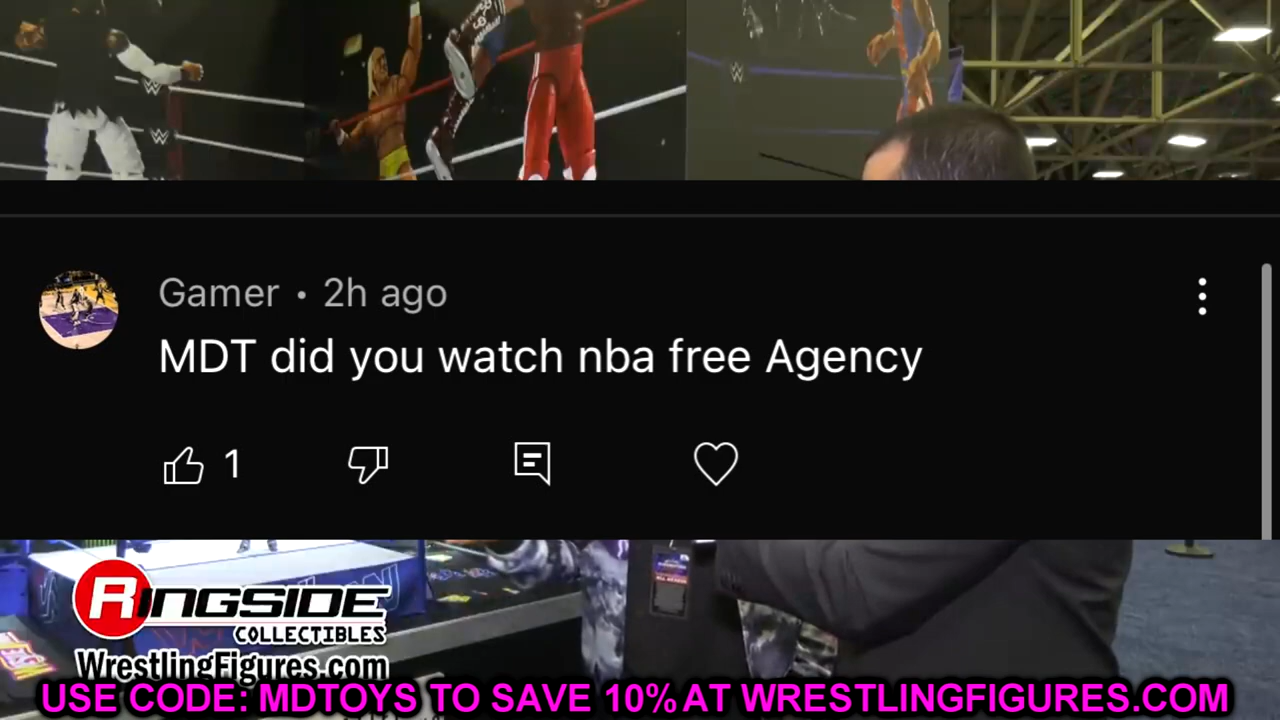 Gamer • 2h ago
MDT did you watch nba free Agency
1
RINGSIDE
COLLECTIBLES
WrestlingFigures.com
USE CODE: MDTOYS TO SAVE 10% AT WRESTLINGFIGURES.COM